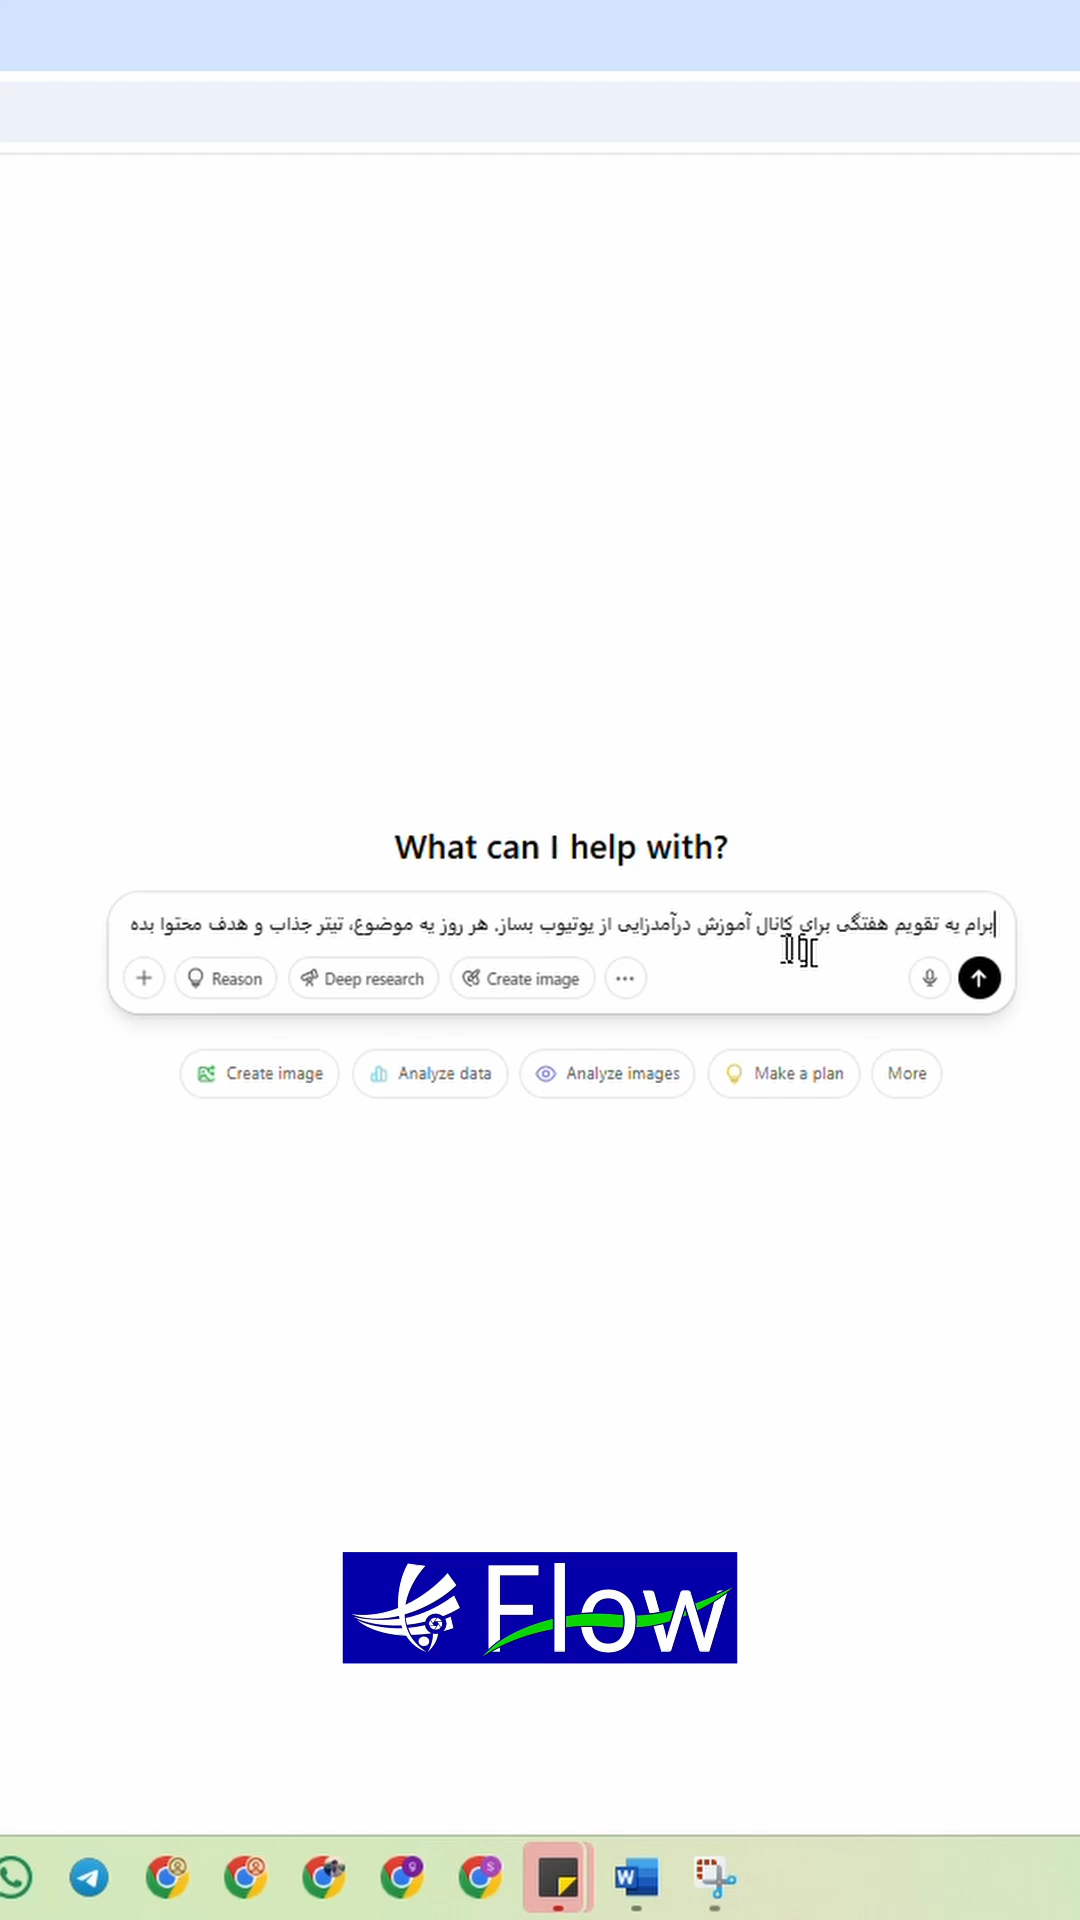 What can I help with?
برام یه تقویم هفتگی برای کانال آموزش درآمدزایی از یوتیوب بساز. هر روز یه موضوع، تیتر جذاب و هدف محتوا بده
Reason
Deep research
Create image
Create image
Analyze data
Analyze images
Make a plan
More
Flow